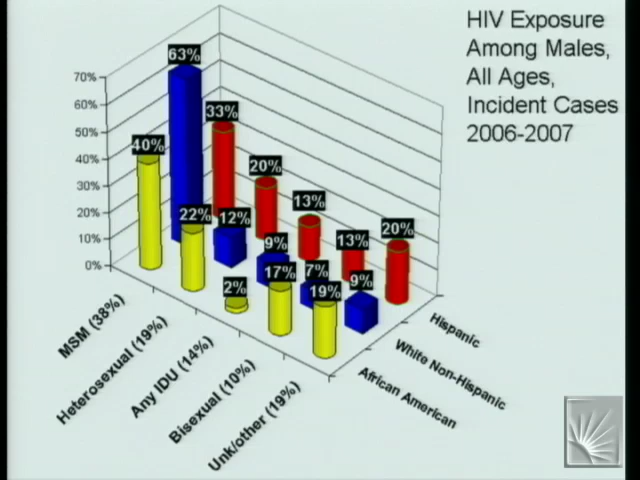 HIV Exposure
Among Males,
All Ages,
Incident Cases
2006-2007
70%
60%
50%
40%
30%
20%
10%
0%
63%
33%
40%
20%
22%
12%
13%
9%
13%
20%
2%
17%
7%
19%
9%
MSM (38%)
Heterosexual (19%)
Any IDU (14%)
Bisexual (10%)
Unk/other (19%)
Hispanic
White Non-Hispanic
African American